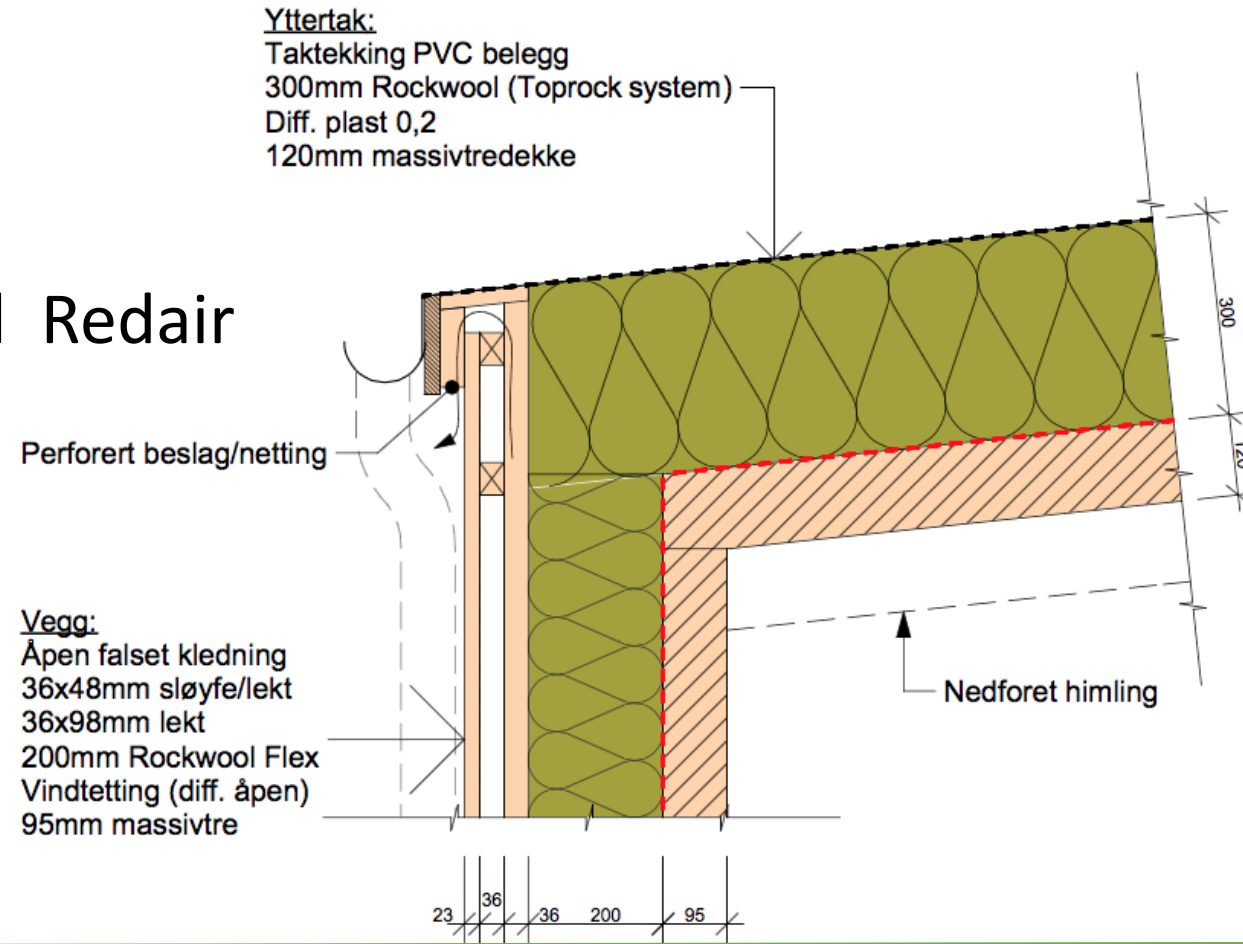 Yttertak:
Taktekking PVC belegg
300mm Rockwool (Toprock system)
Diff. plast 0,2
120mm massivtredekke
Redair
300
120
Perforert beslag/netting
Vegg:
Åpen falset kledning
36x48mm sløyfe/lekt
36x98mm lekt
200mm Rockwool Flex
Vindtetting (diff. åpen)
95mm massivtre
Nedforet himling
23 36 36 200 95